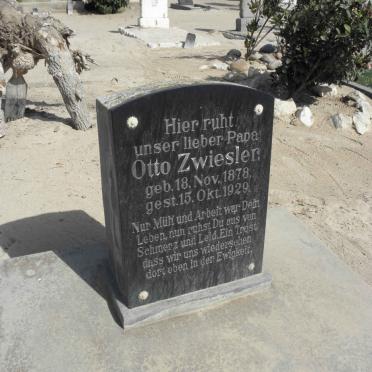 Hier ruht
unser lieber Papa
Otto Zwiesler.
geb. 18. Nov. 1878,
gest. 15. Okt. 1929.
Nur Müh und Arbeit war Dein
Leben, nun ruhst Du aus von
Schmerz und Leid. Ein Trost
dass wir uns wiedersehen
dort oben in der Ewigkeit.